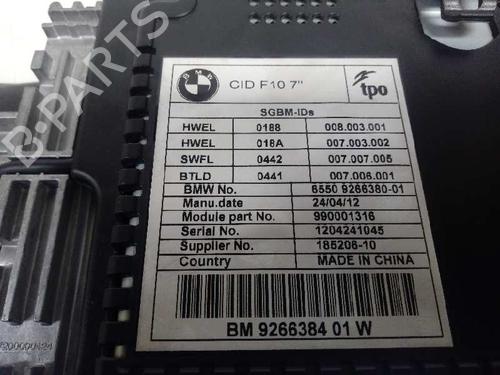 BMW
CID F10 7"
tpo
SGBM-IDs
HWEL 0188 008.003.001
HWEL 018A 007.003.002
SWFL 0442 007.007.005
BTLD 0441 007.006.001
BMW No. 6550 9266380-01
Manu.date 24/04/12
Module part No. 990001316
Serial No. 1204241045
Supplier No. 185208-10
Country MADE IN CHINA
BM 9266384 01 W